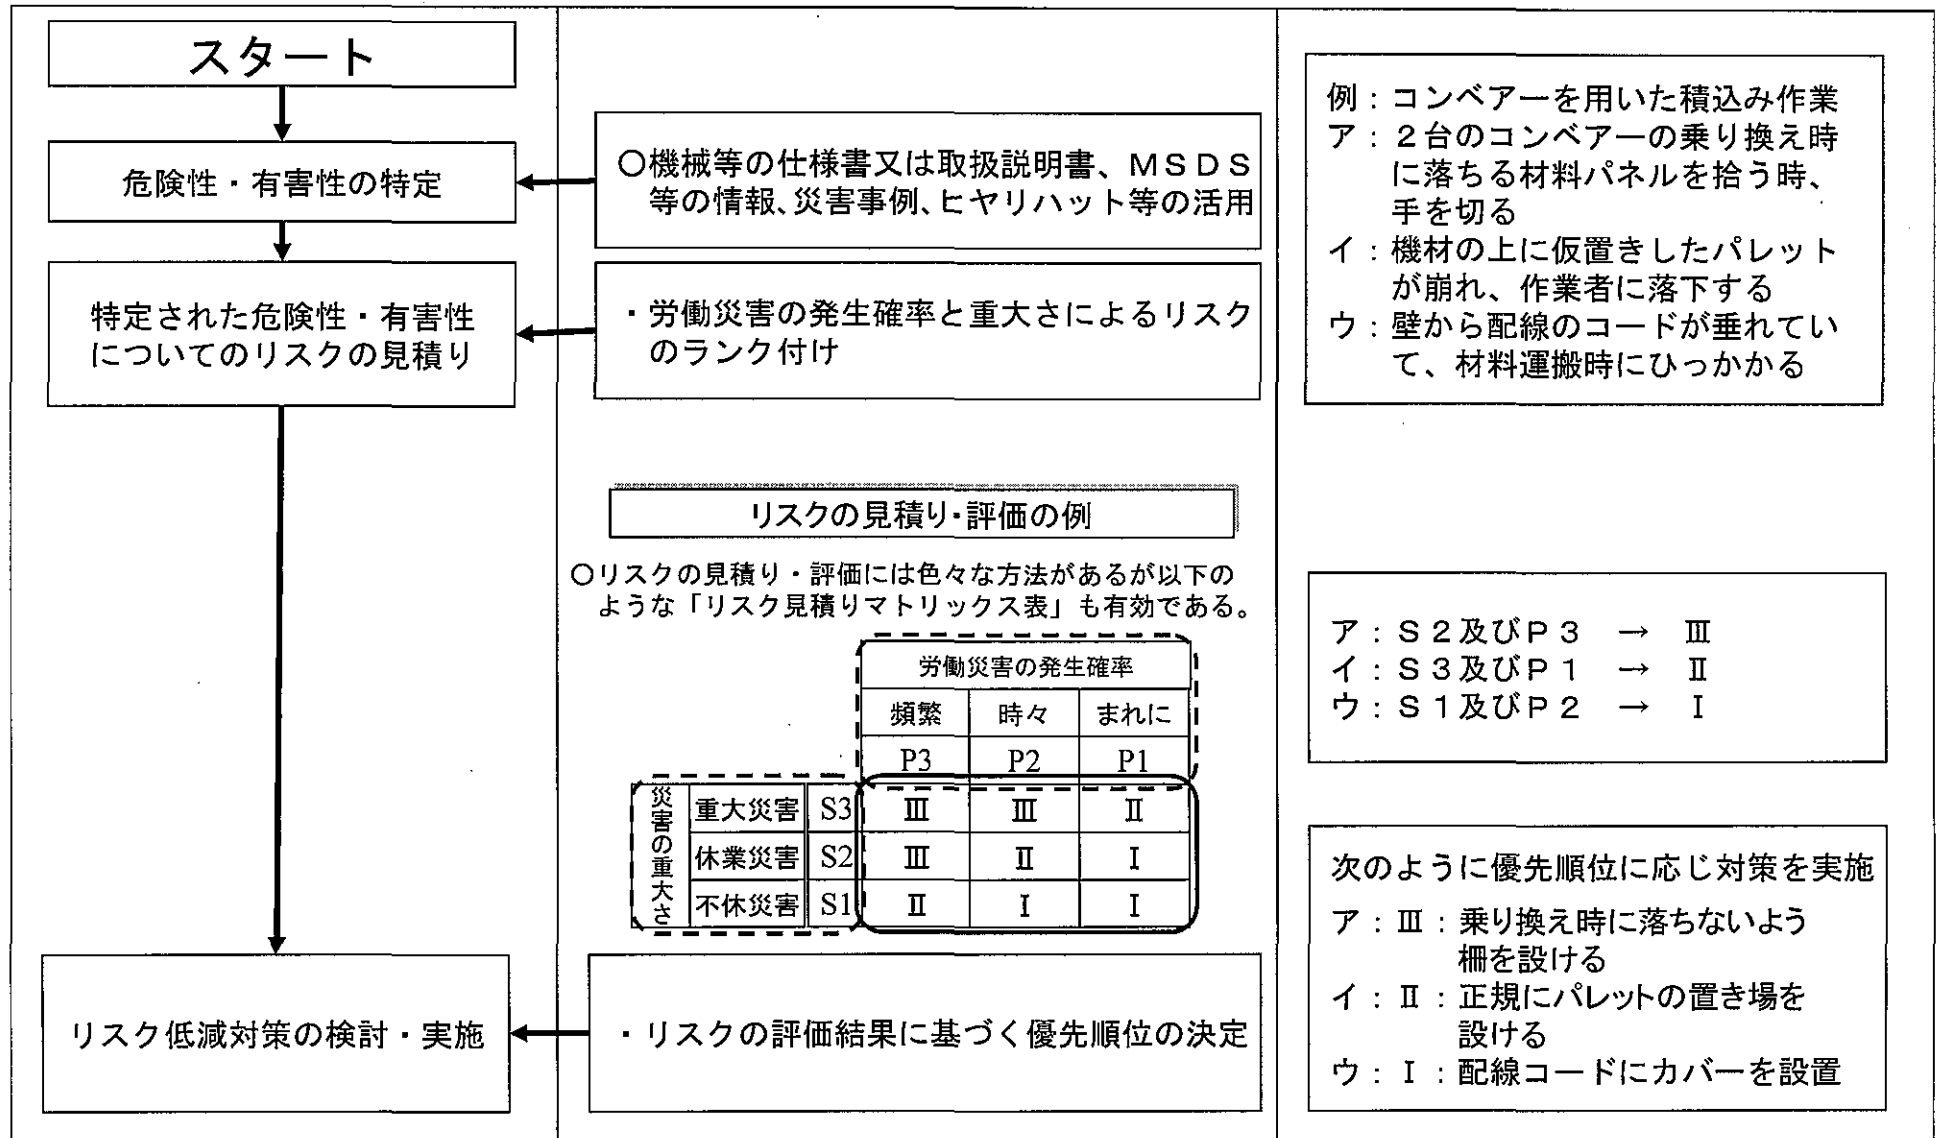 スタート
危険性・有害性の特定
特定された危険性・有害性
についてのリスクの見積り
リスク低減対策の検討・実施
〇機械等の仕様書又は取扱説明書、ＭＳＤＳ
等の情報、災害事例、ヒヤリハット等の活用
・労働災害の発生確率と重大さによるリスク
のランク付け
リスクの見積り・評価の例
〇リスクの見積り・評価には色々な方法があるが以下の
ような「リスク見積りマトリックス表」も有効である。
労働災害の発生確率
頻繁 時々 まれに
P3 P2 P1
災害の重大さ
重大災害 S3 Ⅲ Ⅲ Ⅱ
休業災害 S2 Ⅲ Ⅱ Ⅰ
不休災害 S1 Ⅱ Ⅰ Ⅰ
・リスクの評価結果に基づく優先順位の決定
例：コンベアーを用いた積込み作業
ア：２台のコンベアーの乗り換え時
に落ちる材料パネルを拾う時、
手を切る
イ：機材の上に仮置きしたパレット
が崩れ、作業者に落下する
ウ：壁から配線のコードが垂れてい
て、材料運搬時にひっかかる
ア：Ｓ２及びＰ３ → Ⅲ
イ：Ｓ３及びＰ１ → Ⅱ
ウ：Ｓ１及びＰ２ → Ⅰ
次のように優先順位に応じ対策を実施
ア：Ⅲ：乗り換え時に落ちないよう
柵を設ける
イ：Ⅱ：正規にパレットの置き場を
設ける
ウ：Ⅰ：配線コードにカバーを設置